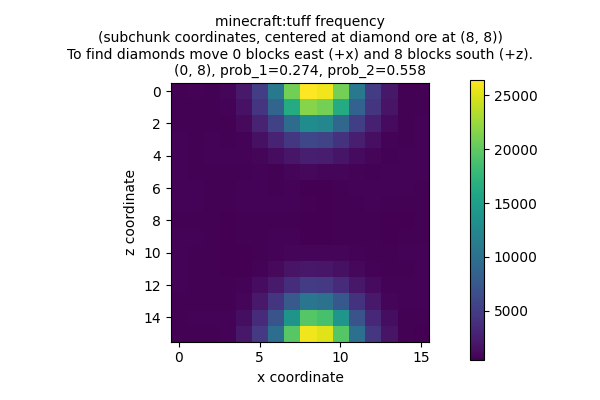 minecraft:tuff frequency
(subchunk coordinates, centered at diamond ore at (8, 8))
To find diamonds move 0 blocks east (+x) and 8 blocks south (+z).
(0, 8), prob_1=0.274, prob_2=0.558
0
2
4
6
8
10
12
14
z coordinate
0
5
10
15
x coordinate
25000
20000
15000
10000
5000